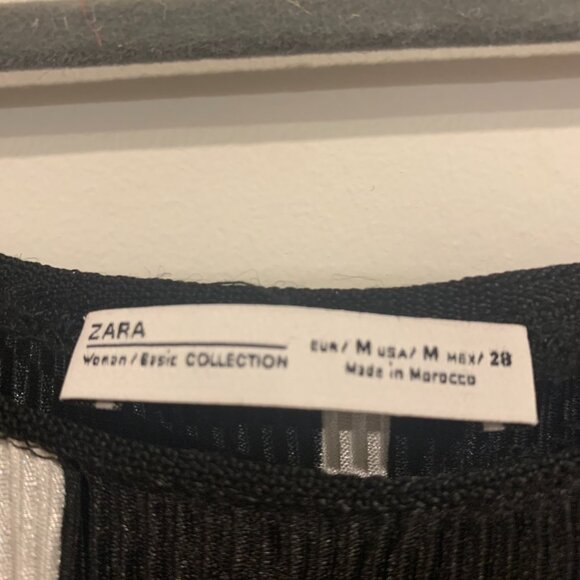 ZARA
Woman / Basic COLLECTION
EUR / M USA / M MEX / 28
Made in Morocco